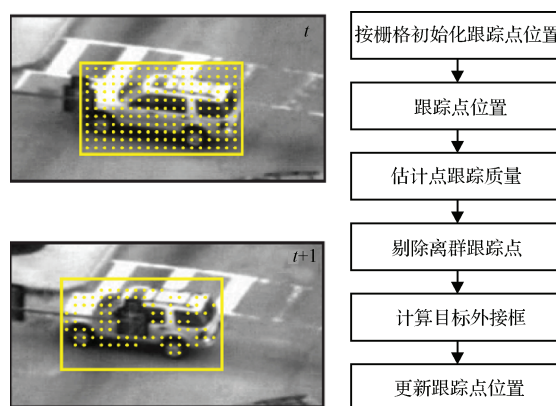 t
t+1
按栅格初始化跟踪点位置
跟踪点位置
估计点跟踪质量
剔除离群跟踪点
计算目标外接框
更新跟踪点位置